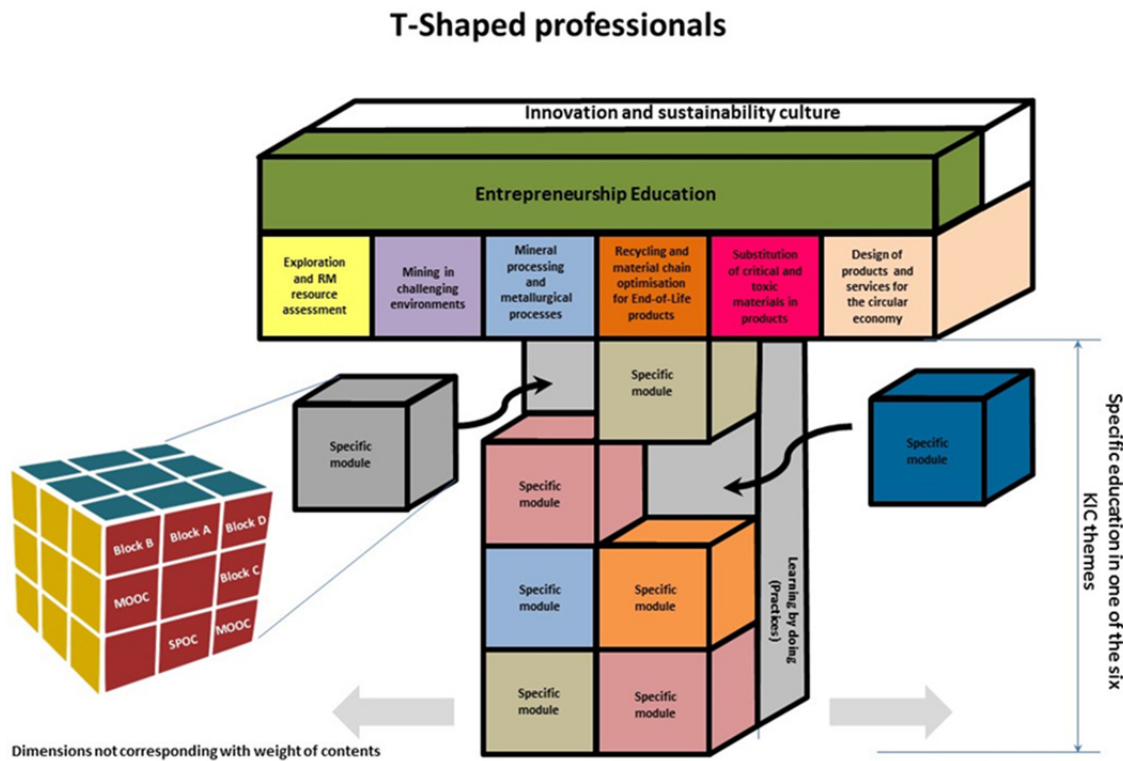 T-Shaped professionals
Innovation and sustainability culture
Entrepreneurship Education
Exploration
and RM
resource
assessment
Mining in
challenging
environments
Mineral
processing
and
metallurgical
processes
Recycling and
material chain
optimisation
for End-of-Life
products
Substitution
of critical and
toxic
materials in
products
Design of
products and
services for
the circular
economy
Specific
module
Specific
module
Specific
module
Specific
module
Specific
module
Specific
module
Specific
module
Specific
module
Learning by doing
(Practices)
Specific education in one of the six
KIC themes
Block B
Block A
Block D
MOOC
Block C
SPOC
MOOC
Dimensions not corresponding with weight of contents